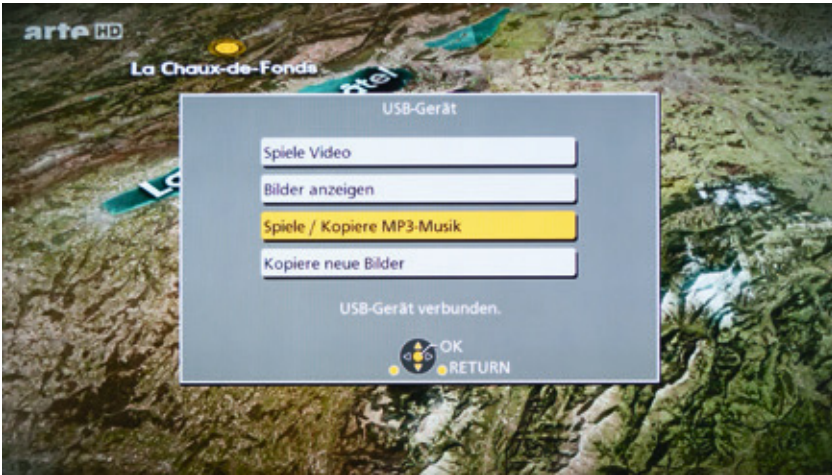 arte HD
La Chaux-de-Fonds
USB-Gerät
Spiele Video
Bilder anzeigen
Spiele / Kopiere MP3-Musik
Kopiere neue Bilder
USB-Gerät verbunden.
OK
RETURN